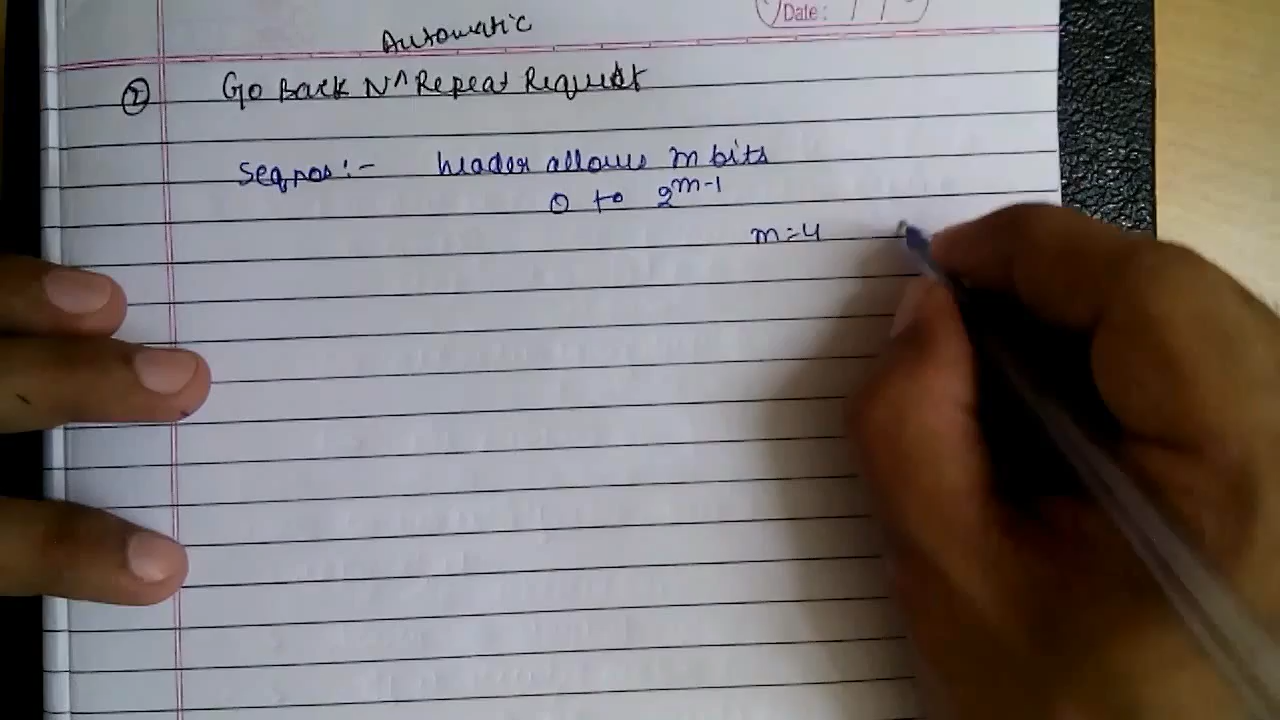 Date :
Automatic
② Go Back N ^ Repeat Request
Seqnos :- header allows m bits
0 to 2^m-1
m=4